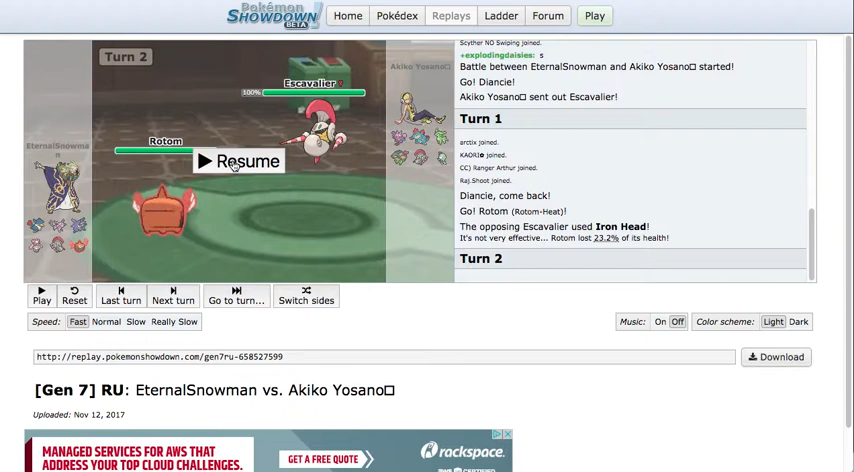 Pokémon
SHOWDOWN!
BETA
Home
Pokédex
Replays
Ladder
Forum
Play
Turn 2
Escavalier ♀
100%
Rotom
Resume
EternalSnowma
n
Akiko Yosano□
Scyther NO Swiping joined.
+explodingdaisies: s
Battle between EternalSnowman and Akiko Yosano□ started!
Go! Diancie!
Akiko Yosano□ sent out Escavalier!
Turn 1
arctix joined.
KAORI✿ joined.
CC) Ranger Arthur joined.
Raj.Shoot joined.
Diancie, come back!
Go! Rotom (Rotom-Heat)!
The opposing Escavalier used Iron Head!
It's not very effective... Rotom lost 23.2% of its health!
Turn 2
Play
Reset
Last turn
Next turn
Go to turn...
Switch sides
Speed: Fast Normal Slow Really Slow
Music: On Off
Color scheme: Light Dark
http://replay.pokemonshowdown.com/gen7ru-658527599
Download
[Gen 7] RU: EternalSnowman vs. Akiko Yosano□
Uploaded: Nov 12, 2017
MANAGED SERVICES FOR AWS THAT
ADDRESS YOUR TOP CLOUD CHALLENGES.
GET A FREE QUOTE
rackspace.